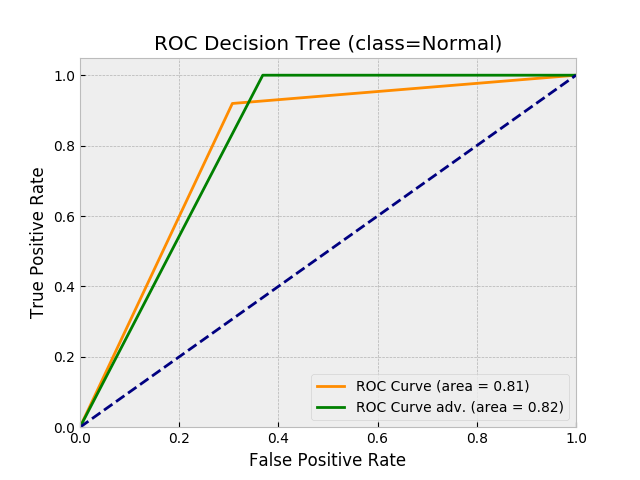 ROC Decision Tree (class=Normal)
1.0
0.8
0.6
0.4
0.2
0.0
True Positive Rate
0.0 0.2 0.4 0.6 0.8 1.0
False Positive Rate
ROC Curve (area = 0.81)
ROC Curve adv. (area = 0.82)